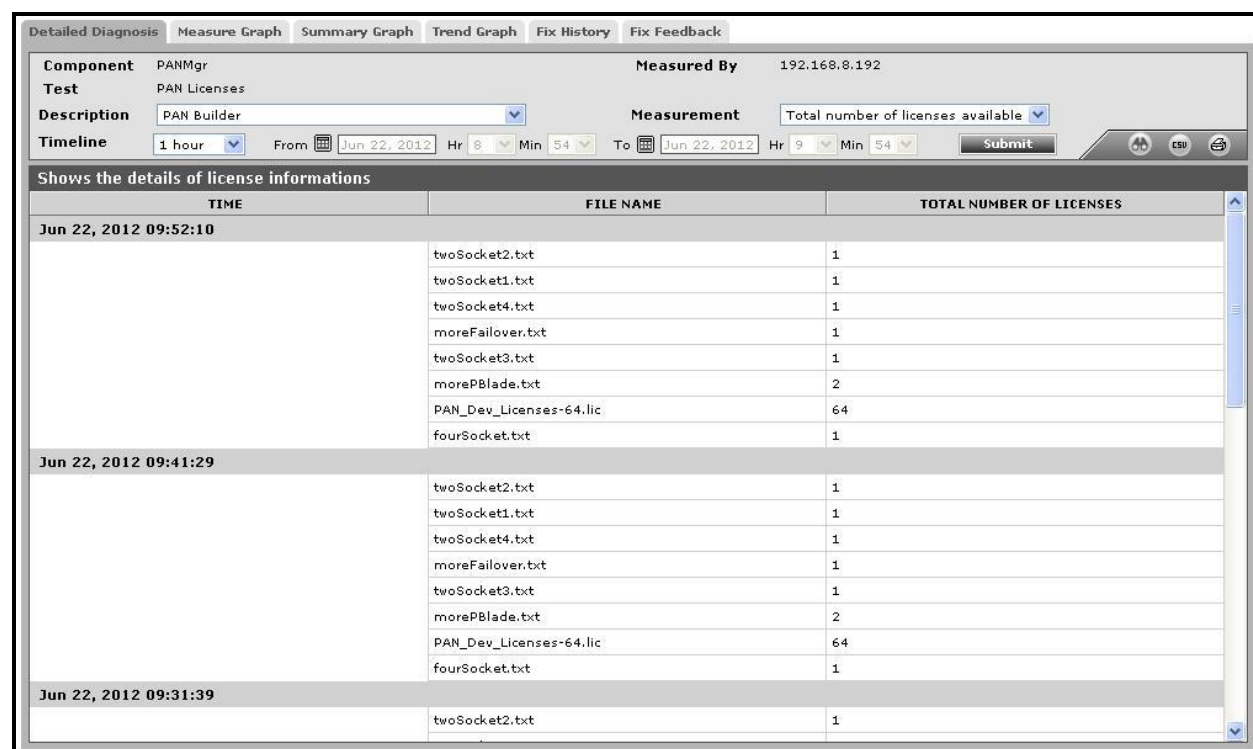 Detailed Diagnosis Measure Graph Summary Graph Trend Graph Fix History Fix Feedback
Component PANMgr Measured By 192.168.8.192
Test PAN Licenses
Description PAN Builder Measurement Total number of licenses available
Timeline 1 hour From Jun 22, 2012 Hr 8 Min 54 To Jun 22, 2012 Hr 9 Min 54 Submit CSV
Shows the details of license informations
TIME FILE NAME TOTAL NUMBER OF LICENSES
Jun 22, 2012 09:52:10
twoSocket2.txt 1
twoSocket1.txt 1
twoSocket4.txt 1
moreFailover.txt 1
twoSocket3.txt 1
morePBlade.txt 2
PAN_Dev_Licenses-64.lic 64
fourSocket.txt 1
Jun 22, 2012 09:41:29
twoSocket2.txt 1
twoSocket1.txt 1
twoSocket4.txt 1
moreFailover.txt 1
twoSocket3.txt 1
morePBlade.txt 2
PAN_Dev_Licenses-64.lic 64
fourSocket.txt 1
Jun 22, 2012 09:31:39
twoSocket2.txt 1